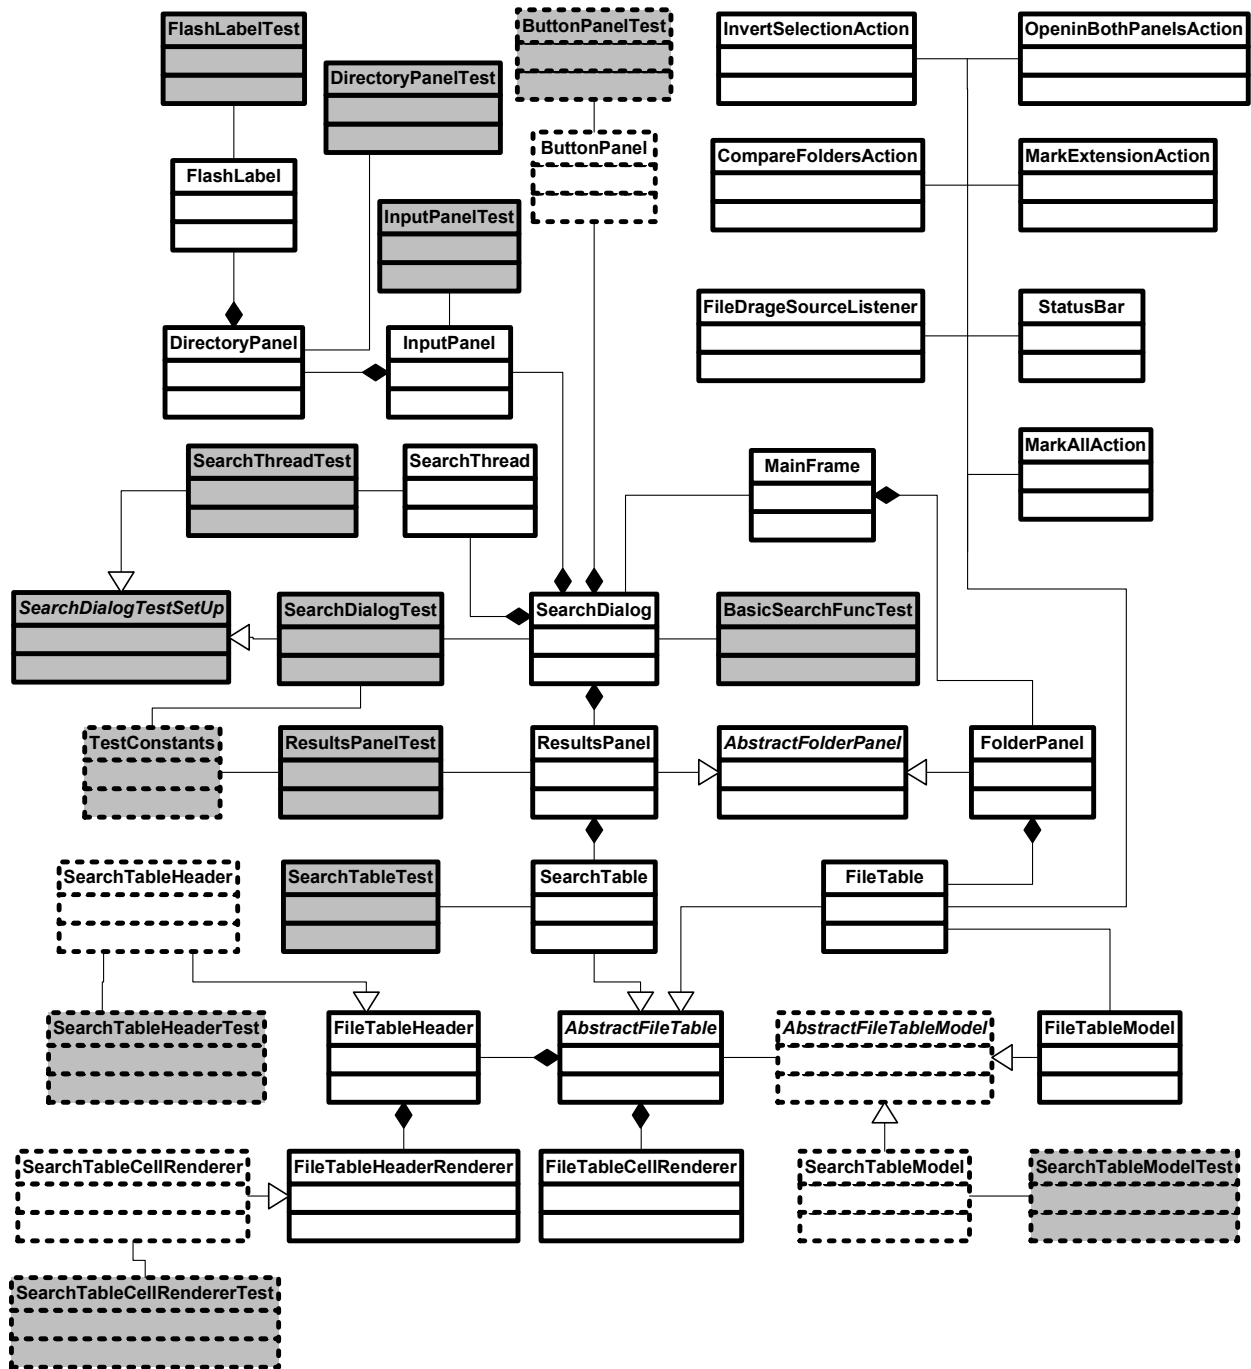 FlashLabelTest
ButtonPanelTest
InvertSelectionAction
OpeninBothPanelsAction
DirectoryPanelTest
ButtonPanel
CompareFoldersAction
MarkExtensionAction
FlashLabel
InputPanelTest
FileDrageSourceListener
StatusBar
DirectoryPanel
InputPanel
MarkAllAction
SearchThreadTest
SearchThread
MainFrame
SearchDialogTestSetUp
SearchDialogTest
SearchDialog
BasicSearchFuncTest
TestConstants
ResultsPanelTest
ResultsPanel
AbstractFolderPanel
FolderPanel
SearchTableHeader
SearchTableTest
SearchTable
FileTable
SearchTableHeaderTest
FileTableHeader
AbstractFileTable
AbstractFileTableModel
FileTableModel
SearchTableCellRenderer
FileTableHeaderRenderer
FileTableCellRenderer
SearchTableModel
SearchTableModelTest
SearchTableCellRendererTest